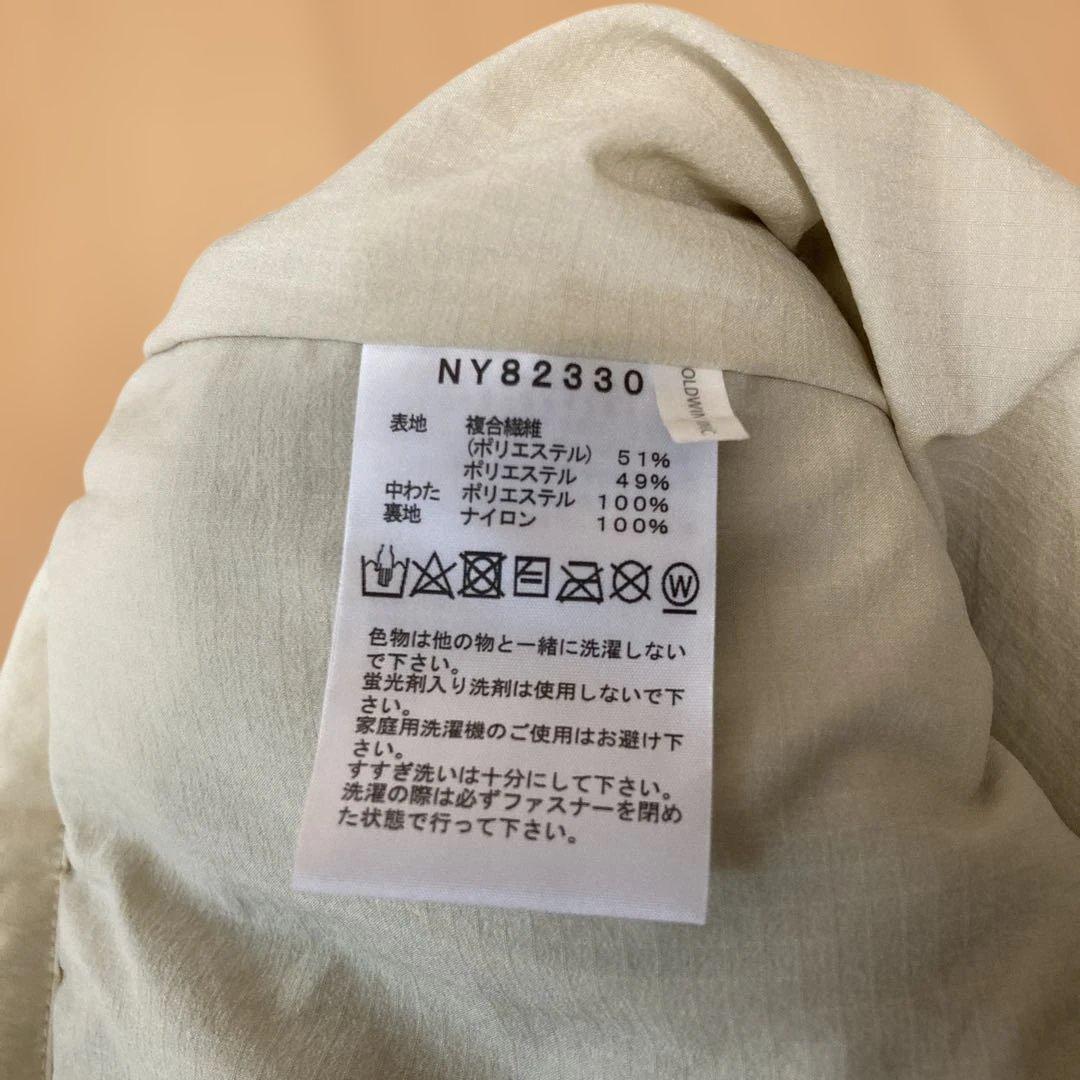 NY82330
OLDWIN INC
表地 複合繊維
(ポリエステル) 51%
ポリエステル 49%
中わた ポリエステル 100%
裏地 ナイロン 100%
W
色物は他の物と一緒に洗濯しない
で下さい。
蛍光剤入り洗剤は使用しないで下
さい。
家庭用洗濯機のご使用はお避け下
さい。
すすぎ洗いは十分にして下さい。
洗濯の際は必ずファスナーを閉め
た状態で行って下さい。